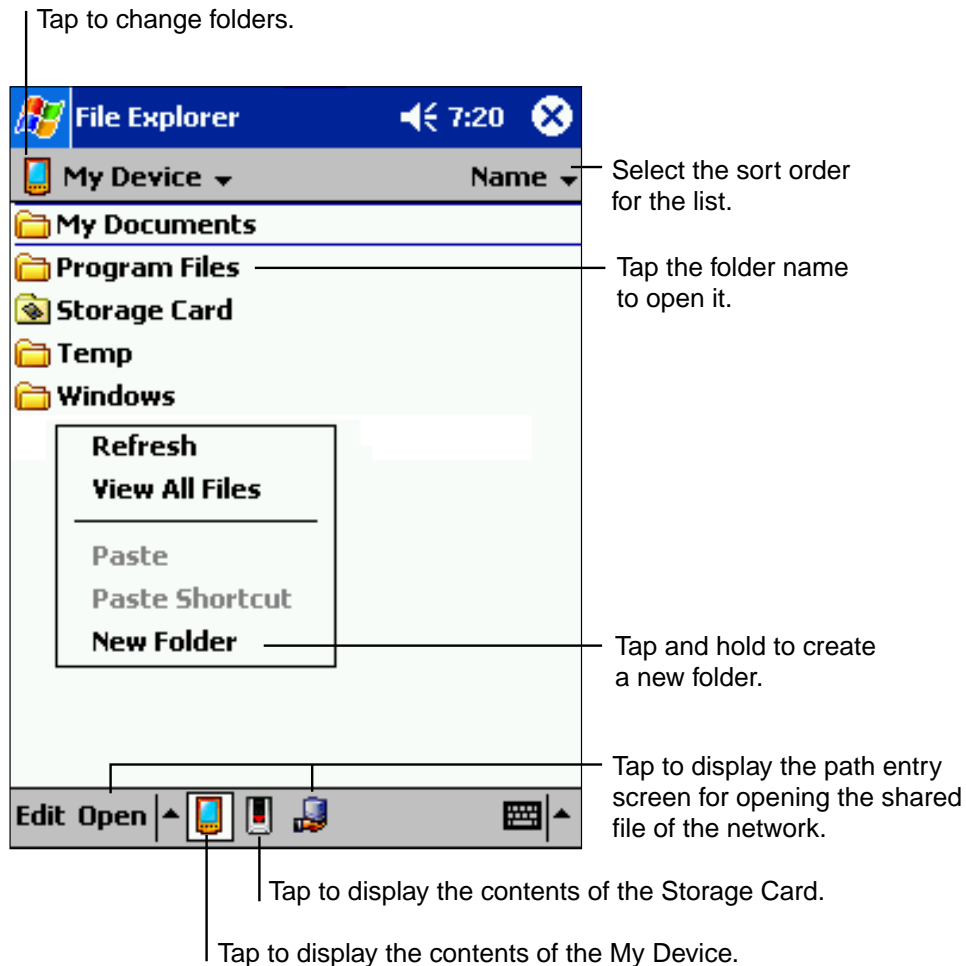 Tap to change folders.
File Explorer 7:20
My Device Name
Select the sort order
for the list.
My Documents
Program Files
Tap the folder name
to open it.
Storage Card
Temp
Windows
Refresh
View All Files
Paste
Paste Shortcut
New Folder
Tap and hold to create
a new folder.
Tap to display the path entry
screen for opening the shared
file of the network.
Edit Open
Tap to display the contents of the Storage Card.
Tap to display the contents of the My Device.